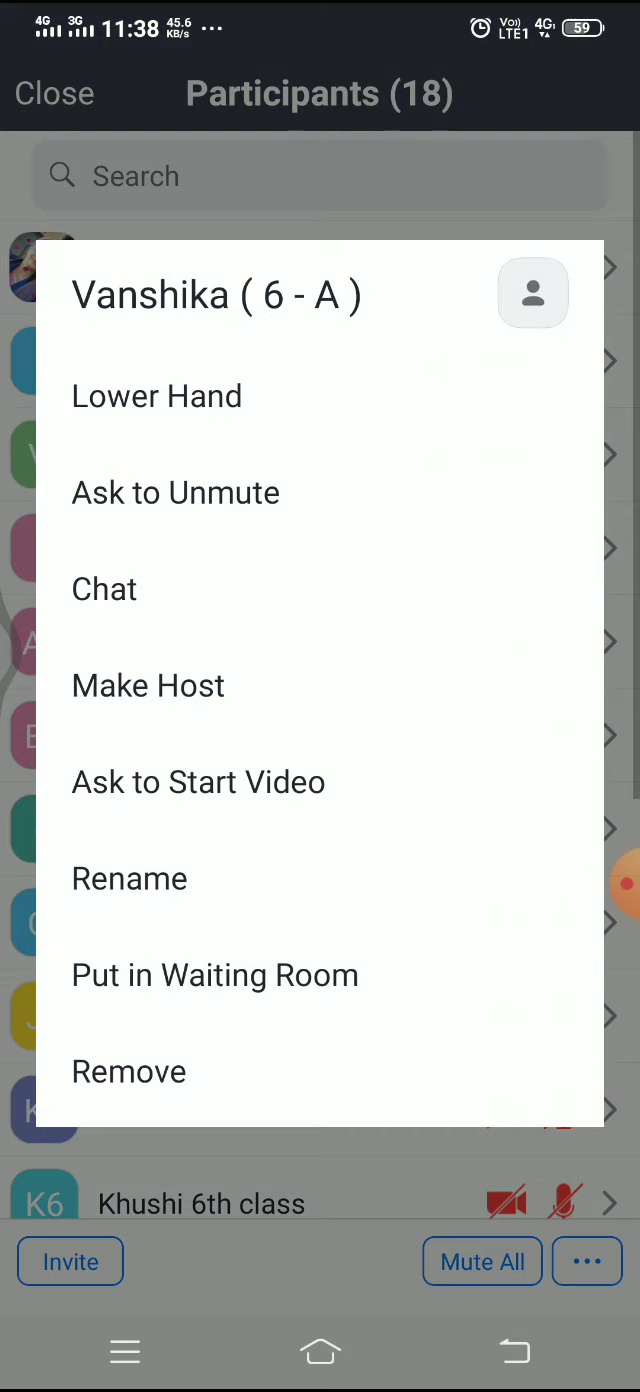 4G 3G 11:38 45.6 KB/s ... Vo)) LTE1 4G 59
Close Participants (18)
Search
Vanshika ( 6 - A )
Lower Hand
Ask to Unmute
Chat
Make Host
Ask to Start Video
Rename
Put in Waiting Room
Remove
K6 Khushi 6th class
Invite Mute All ...